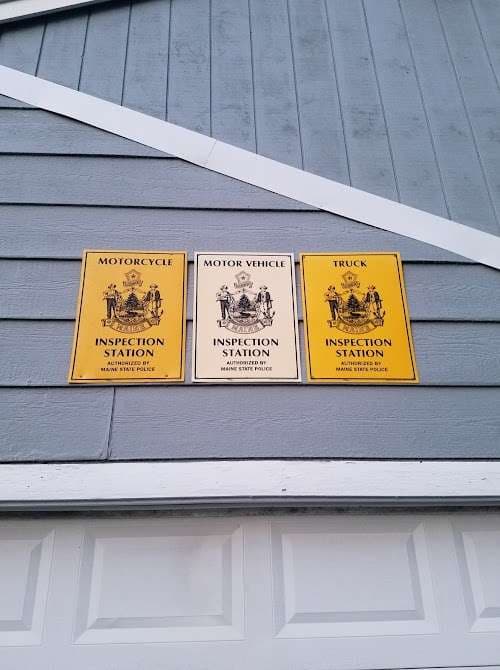 MOTORCYCLE
MAINE
INSPECTION
STATION
AUTHORIZED BY
MAINE STATE POLICE
MOTOR VEHICLE
MAINE
INSPECTION
STATION
AUTHORIZED BY
MAINE STATE POLICE
TRUCK
MAINE
INSPECTION
STATION
AUTHORIZED BY
MAINE STATE POLICE